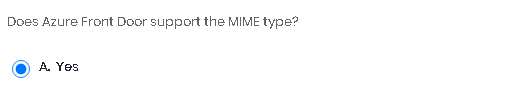 Does Azure Front Door support the MIME type?
A. Yes